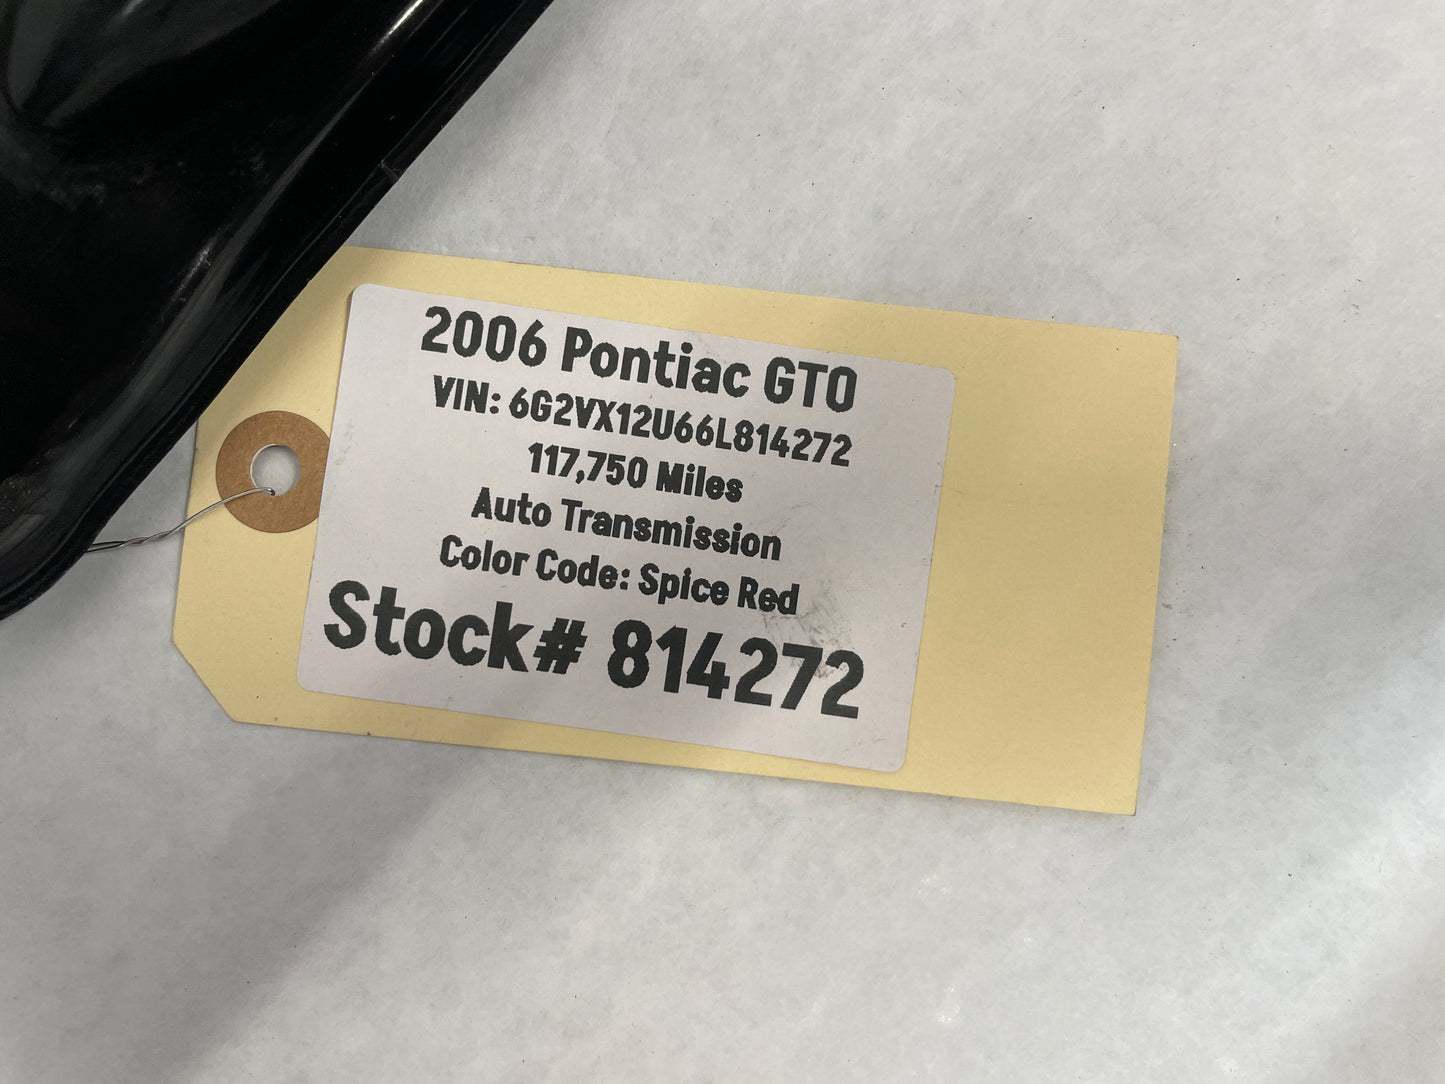 2006 Pontiac GTO
VIN: 6G2VX12U66L814272
117,750 Miles
Auto Transmission
Color Code: Spice Red
Stock# 814272